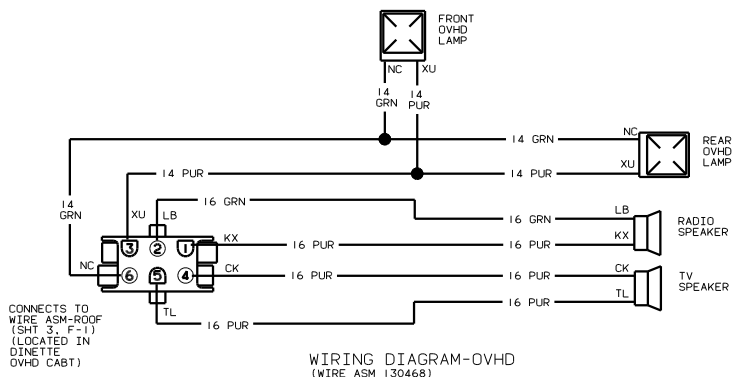 FRONT
OVHD
LAMP
NC XU
14
GRN
14
PUR
14 GRN
NC
REAR
OVHD
LAMP
14 PUR
14 PUR
XU
16 GRN
14
GRN
XU
LB
LB
16 GRN
RADIO
SPEAKER
3 2 1
KX
16 PUR
16 PUR
KX
NC
6 5 4
CK
16 PUR
16 PUR
CK
TV
SPEAKER
TL
16 PUR
TL
16 PUR
CONNECTS TO
WIRE ASM-ROOF
(SHT 3, F-1)
(LOCATED IN
DINETTE
OVHD CABT)
WIRING DIAGRAM-OVHD
(WIRE ASM 130468)